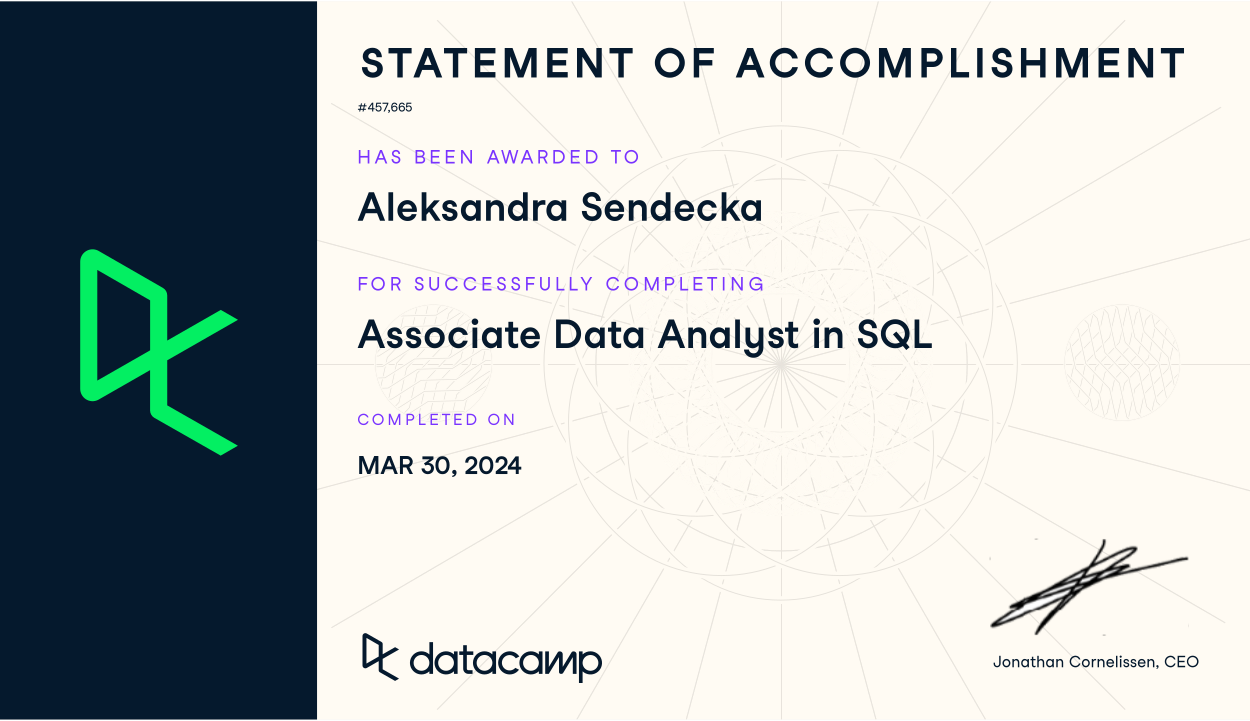 STATEMENT OF ACCOMPLISHMENT
#457,665
HAS BEEN AWARDED TO
Aleksandra Sendecka
FOR SUCCESSFULLY COMPLETING
Associate Data Analyst in SQL
COMPLETED ON
MAR 30, 2024
datacamp
Jonathan Cornelissen, CEO